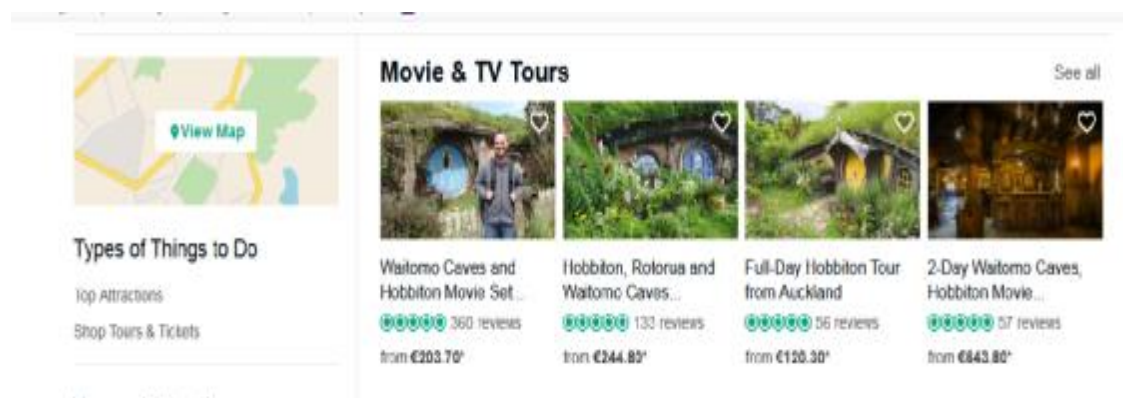 View Map
Types of Things to Do
Top Attractions
Shop Tours & Tickets
Movie & TV Tours
See all
Waitomo Caves and
Hobbiton Movie Set...
360 reviews
from €203.70*
Hobbiton, Rotorua and
Waitomo Caves...
133 reviews
from €244.80*
Full-Day Hobbiton Tour
from Auckland
56 reviews
from €120.30*
2-Day Waitomo Caves,
Hobbiton Movie...
57 reviews
from €643.80*